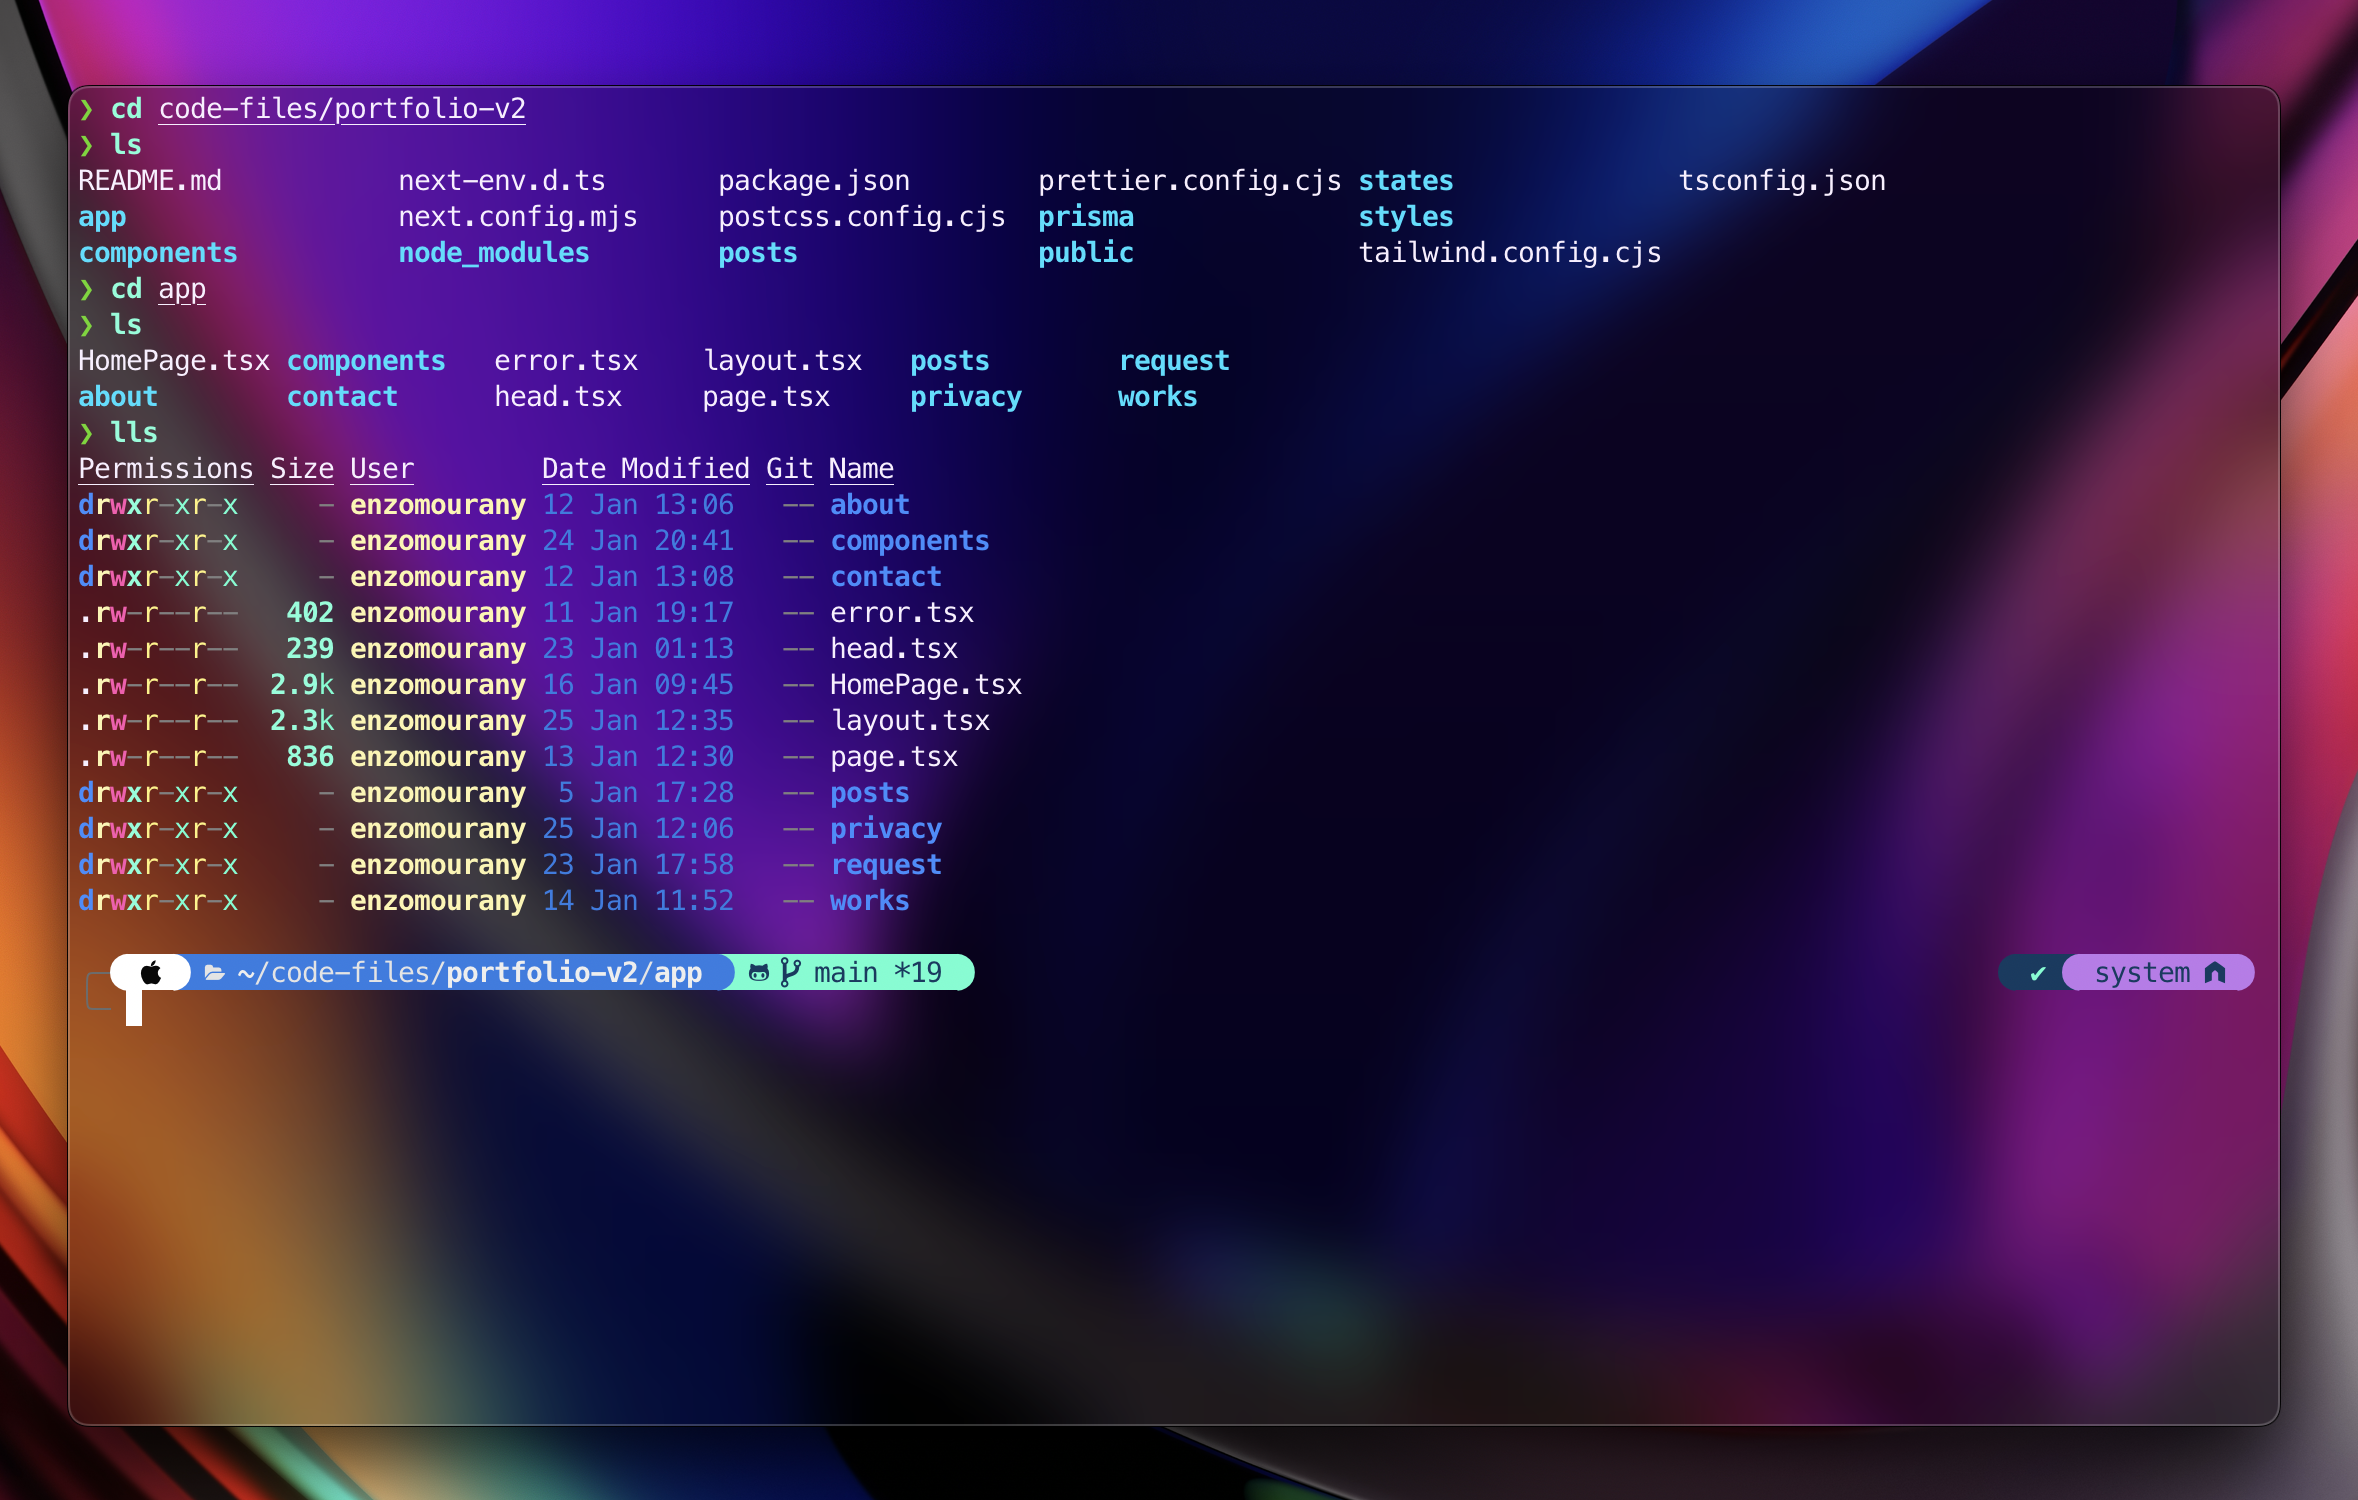 ❯ cd code-files/portfolio-v2
❯ ls
README.md           next-env.d.ts       package.json        prettier.config.cjs states              tsconfig.json
app                 next.config.mjs     postcss.config.cjs  prisma              styles
components          node_modules        posts               public              tailwind.config.cjs
❯ cd app
❯ ls
HomePage.tsx components   error.tsx    layout.tsx   posts        request
about        contact      head.tsx     page.tsx     privacy      works
❯ lls
Permissions Size User        Date Modified Git Name
drwxr-xr-x     - enzomourany 12 Jan 13:06   -- about
drwxr-xr-x     - enzomourany 24 Jan 20:41   -- components
drwxr-xr-x     - enzomourany 12 Jan 13:08   -- contact
.rw-r--r--   402 enzomourany 11 Jan 19:17   -- error.tsx
.rw-r--r--   239 enzomourany 23 Jan 01:13   -- head.tsx
.rw-r--r--  2.9k enzomourany 16 Jan 09:45   -- HomePage.tsx
.rw-r--r--  2.3k enzomourany 25 Jan 12:35   -- layout.tsx
.rw-r--r--   836 enzomourany 13 Jan 12:30   -- page.tsx
drwxr-xr-x     - enzomourany  5 Jan 17:28   -- posts
drwxr-xr-x     - enzomourany 25 Jan 12:06   -- privacy
drwxr-xr-x     - enzomourany 23 Jan 17:58   -- request
drwxr-xr-x     - enzomourany 14 Jan 11:52   -- works
~/code-files/portfolio-v2/app main *19 ✔ system